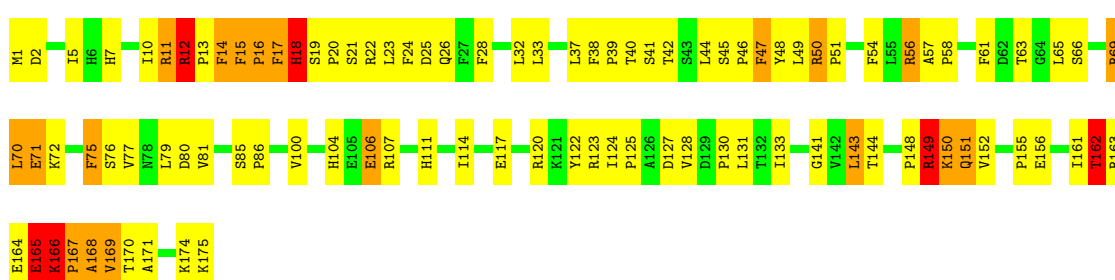 M1 D2 I5 H6 H7 I10 R11 R12 P13 F14 F15 P16 F17 H18 S19 P20 S21 R22 L23 F24 D25 Q26 F27 F28 L32 L33 L37 F38 P39 T40 S41 T42 S43 L44 S45 P46 F47 Y48 L49 R50 P51 F54 L55 R56 A57 P58 F61 D62 T63 G64 L65 S66 R69
L70 E71 K72 F75 S76 V77 N78 L79 D80 V81 S85 P86 V100 H104 E105 E106 R107 H111 I114 E117 R120 K121 Y122 R123 I124 P125 A126 D127 V128 D129 P130 L131 T132 I133 G141 V142 L143 T144 P148 R149 K150 Q151 V152 P155 E156 I161 T162 R163
E164 E165 K166 P167 A168 V169 T170 A171 K174 K175